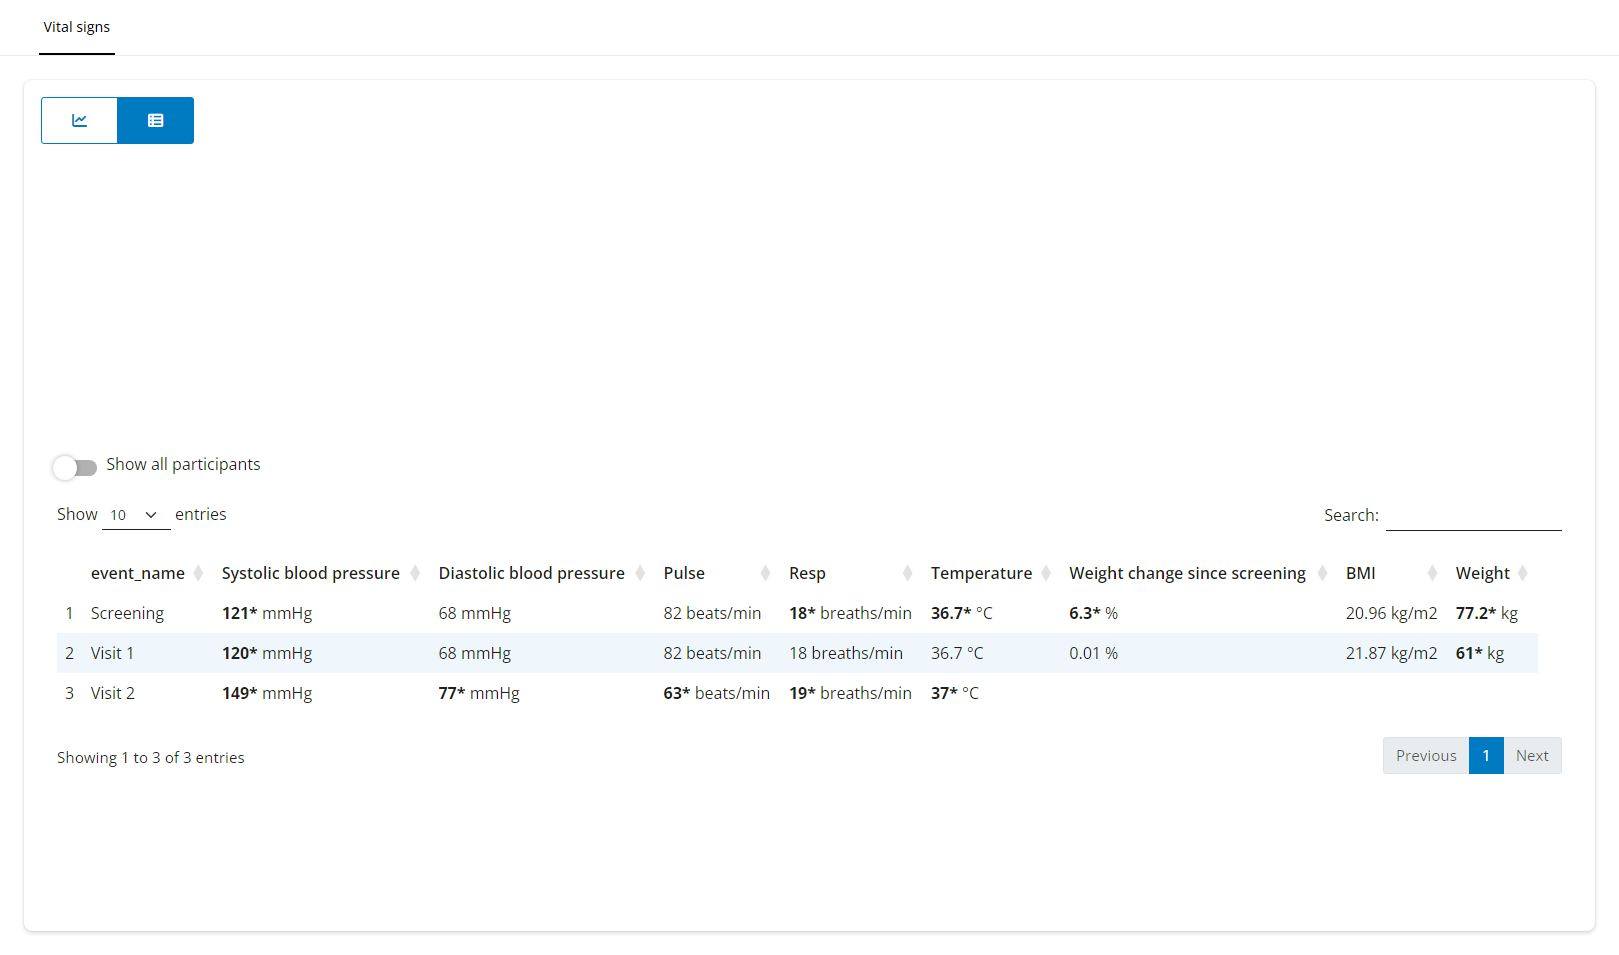 Vital signs
Show all participants
Show 10 entries
Search:
event_name Systolic blood pressure Diastolic blood pressure Pulse Resp Temperature Weight change since screening BMI Weight
1 Screening 121* mmHg 68 mmHg 82 beats/min 18* breaths/min 36.7* °C 6.3* % 20.96 kg/m2 77.2* kg
2 Visit 1 120* mmHg 68 mmHg 82 beats/min 18 breaths/min 36.7 °C 0.01 % 21.87 kg/m2 61* kg
3 Visit 2 149* mmHg 77* mmHg 63* beats/min 19* breaths/min 37* °C
Showing 1 to 3 of 3 entries
Previous 1 Next